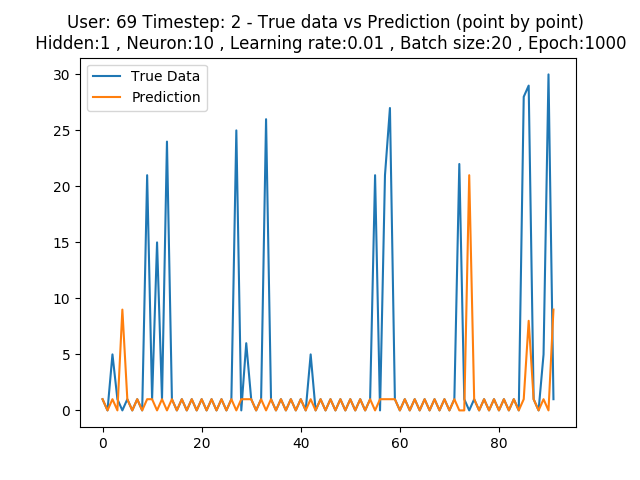 User: 69 Timestep: 2 - True data vs Prediction (point by point)
Hidden:1 , Neuron:10 , Learning rate:0.01 , Batch size:20 , Epoch:1000
True Data
Prediction
30
25
20
15
10
5
0
0 20 40 60 80